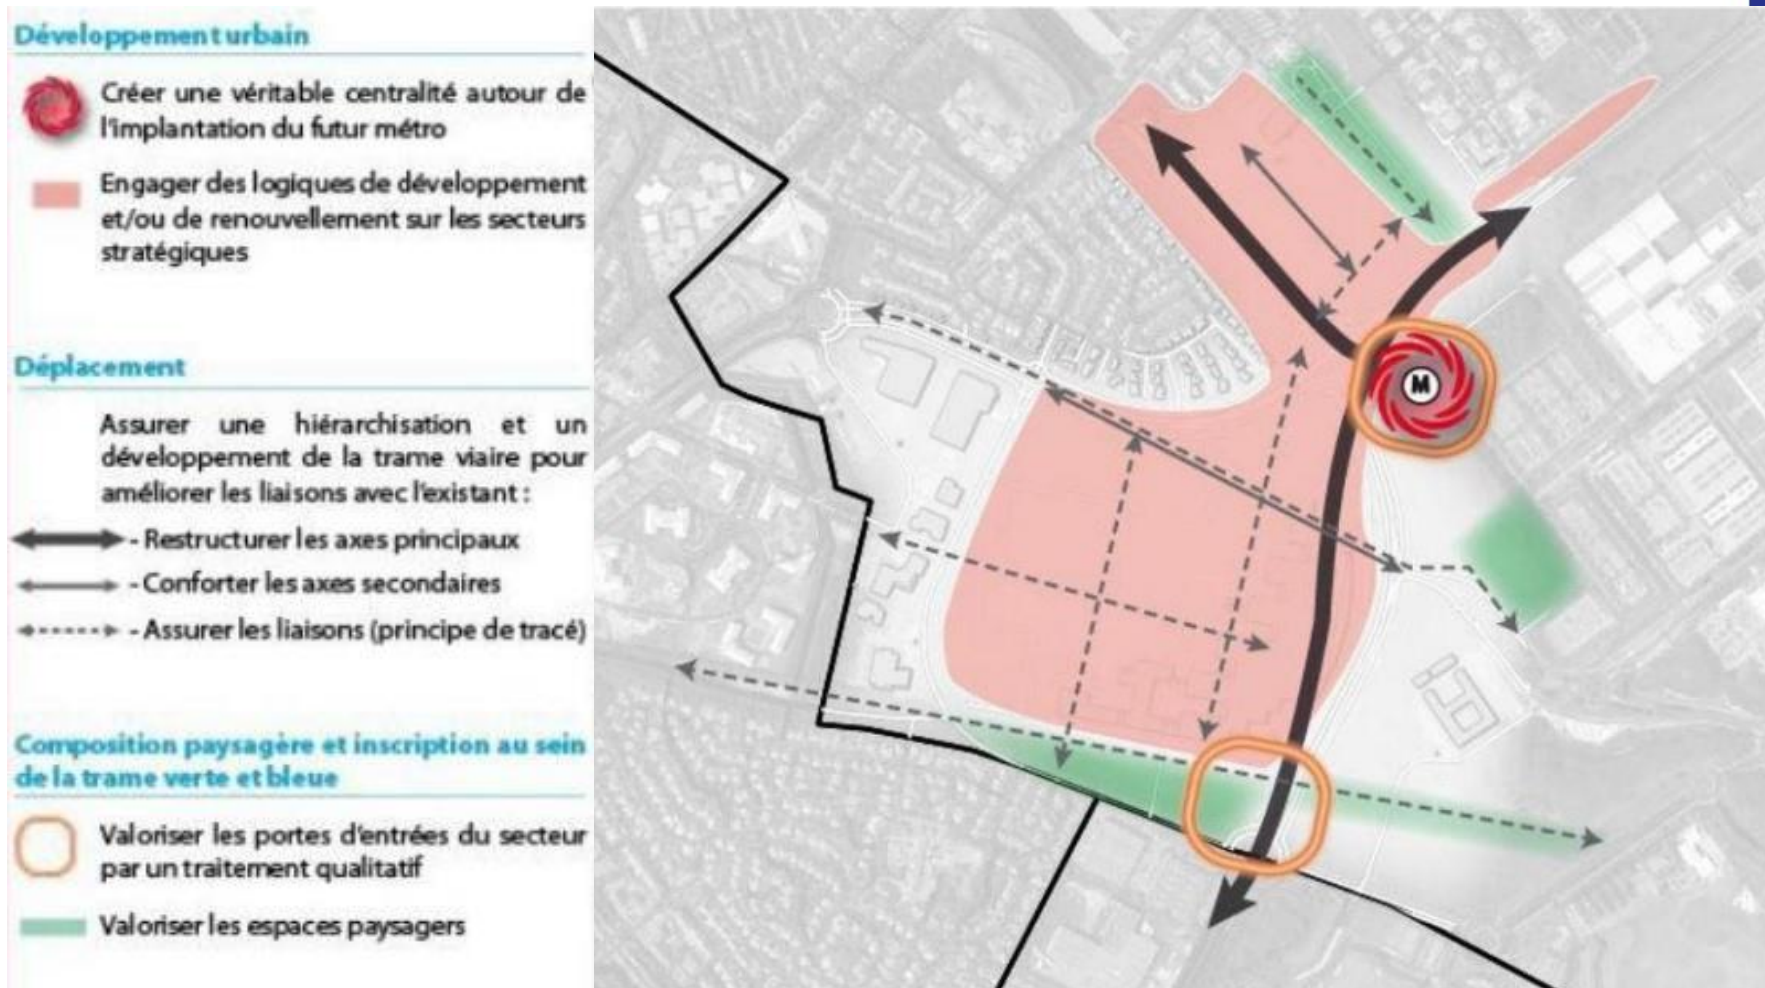 Développement urbain
Créer une véritable centralité autour de
l'implantation du futur métro
Engager des logiques de développement
et/ou de renouvellement sur les secteurs
stratégiques
Déplacement
Assurer une hiérarchisation et un
développement de la trame viaire pour
améliorer les liaisons avec l'existant :
- Restructurer les axes principaux
- Conforter les axes secondaires
- Assurer les liaisons (principe de tracé)
Composition paysagère et inscription au sein
de la trame verte et bleue
Valoriser les portes d'entrées du secteur
par un traitement qualitatif
Valoriser les espaces paysagers
M